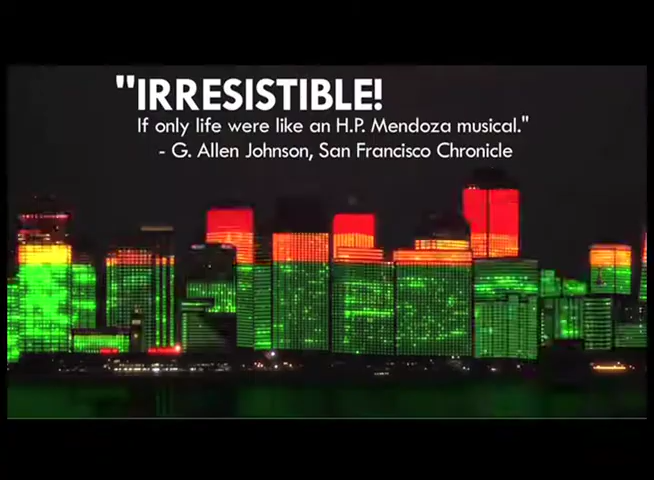 "IRRESISTIBLE!
If only life were like an H.P. Mendoza musical."
- G. Allen Johnson, San Francisco Chronicle